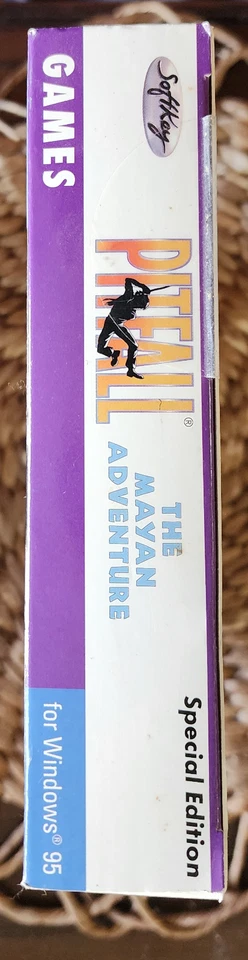 SoftKey
PITFALL®
THE
MAYAN
ADVENTURE
Special Edition
GAMES
for Windows® 95